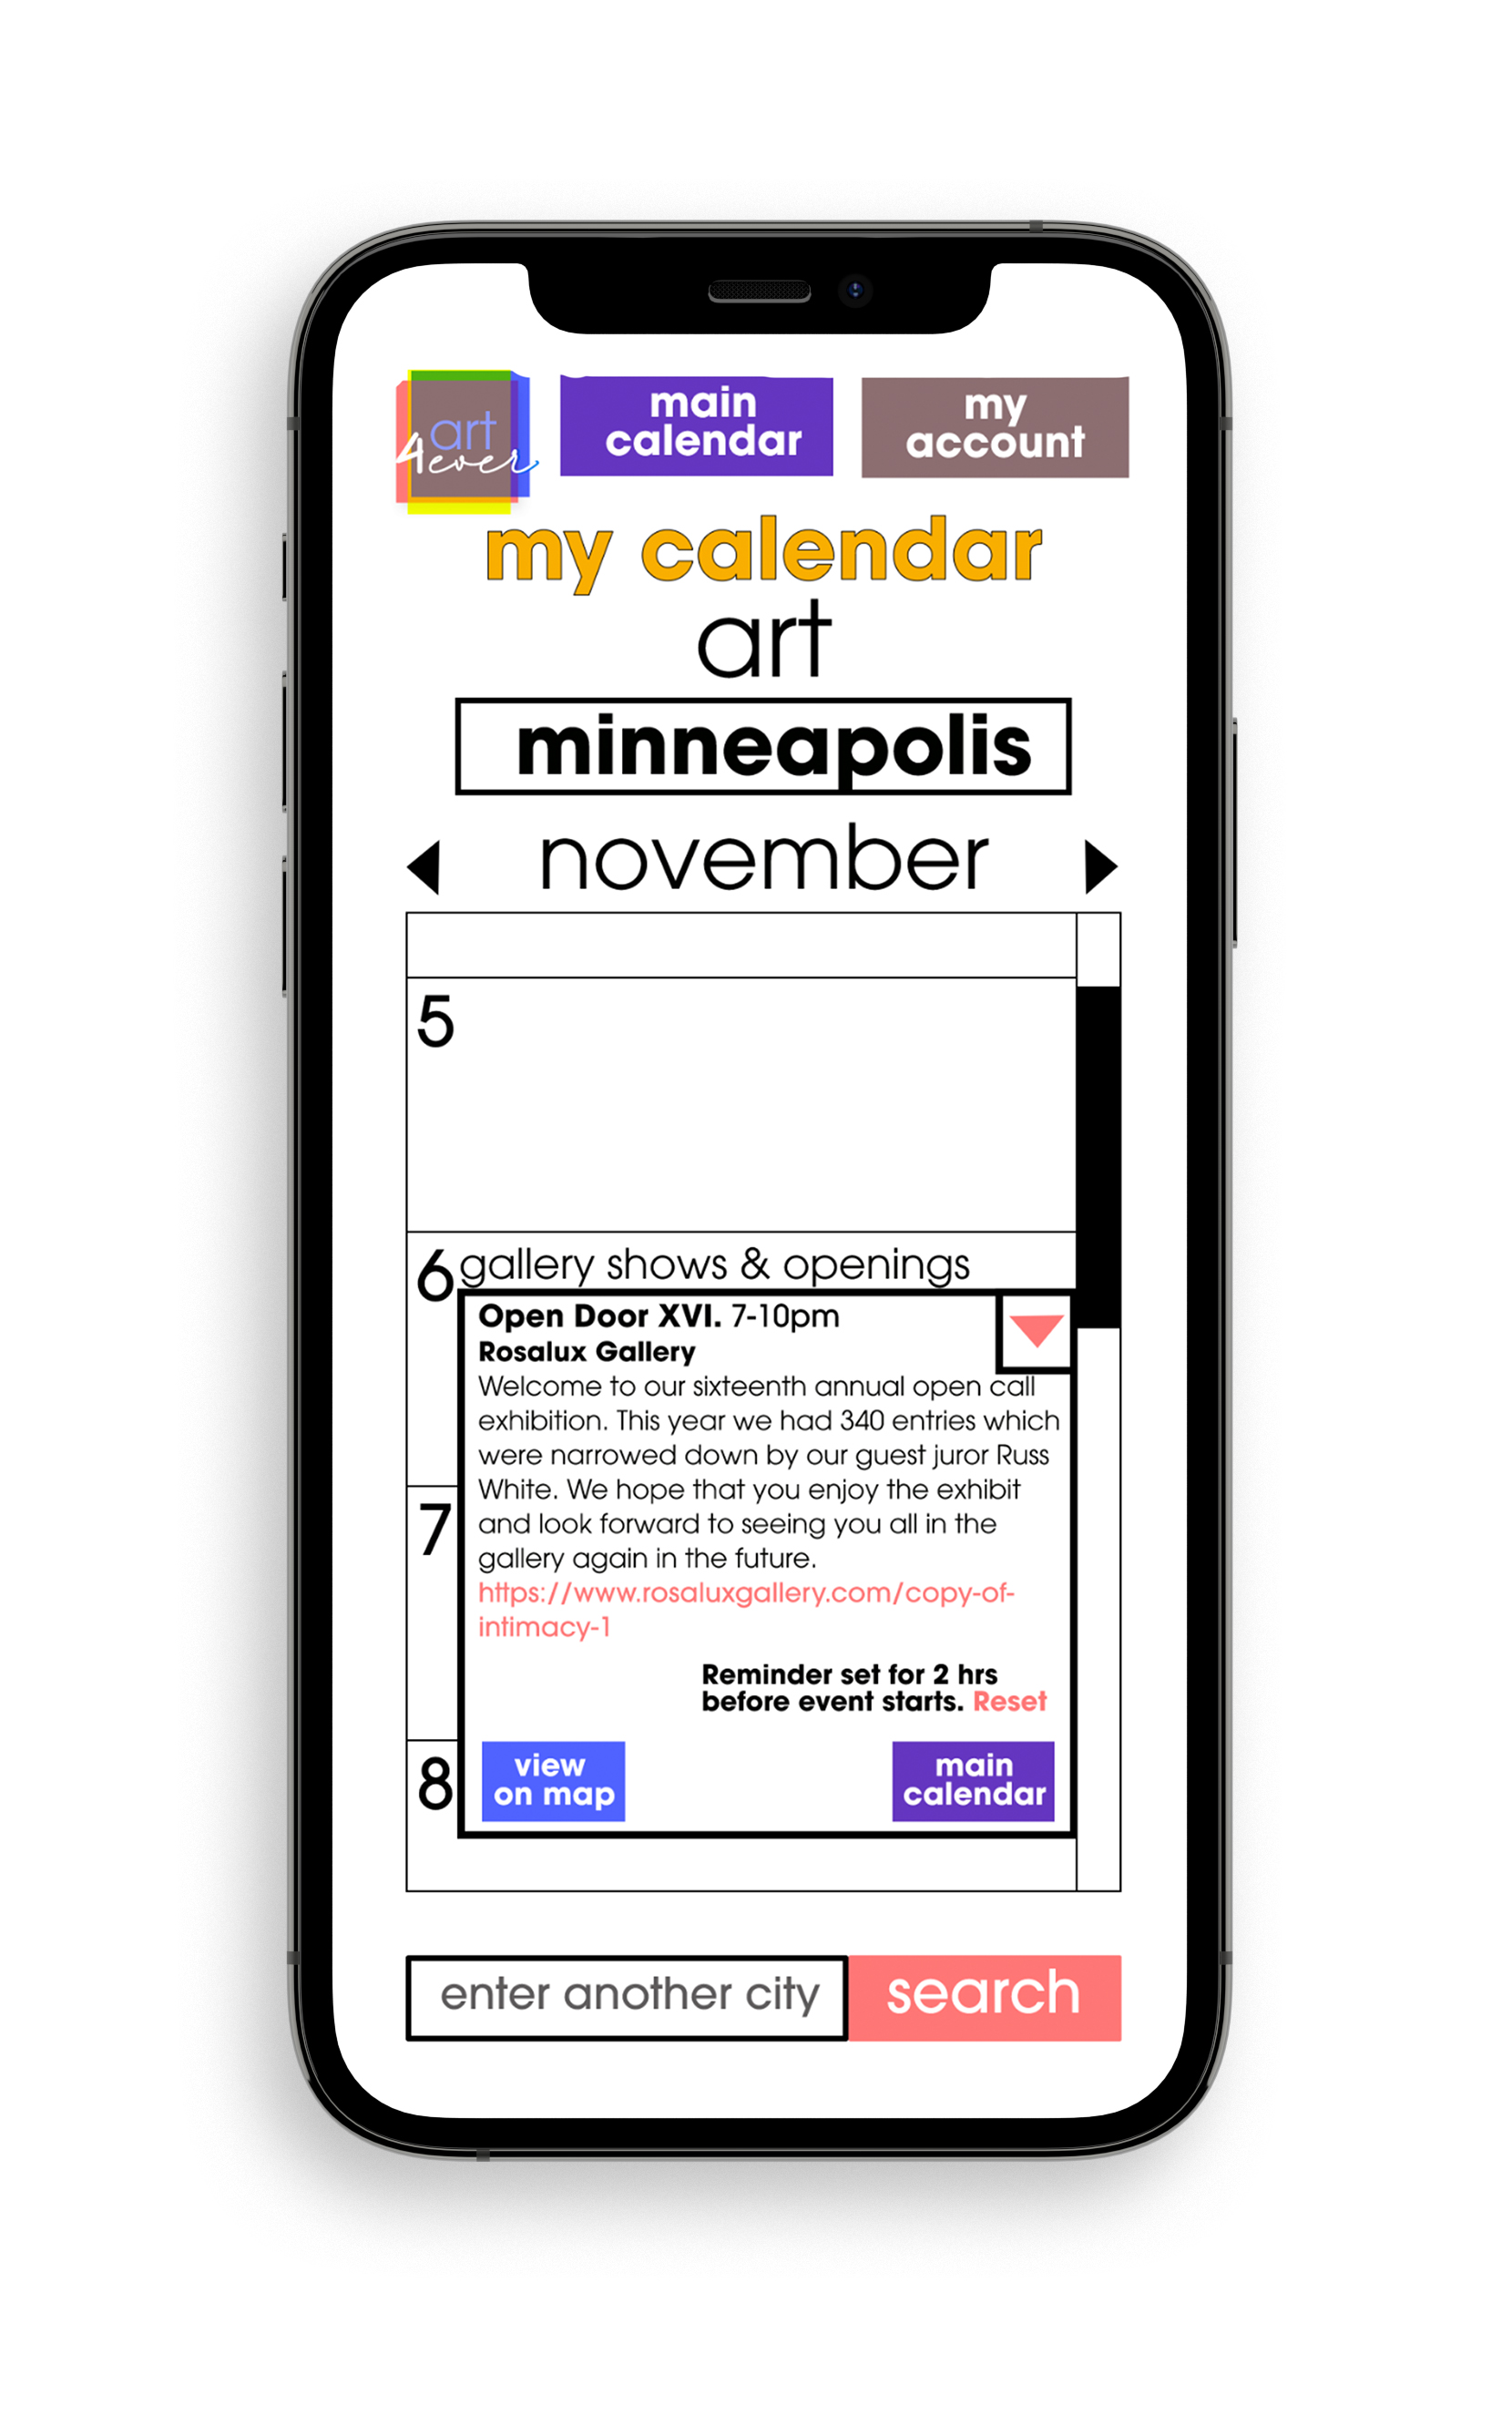 art
4ever
main
calendar
my
account
my calendar
art
minneapolis
november
5
6
gallery shows & openings
Open Door XVI. 7-10pm
Rosalux Gallery
Welcome to our sixteenth annual open call
exhibition. This year we had 340 entries which
were narrowed down by our guest juror Russ
White. We hope that you enjoy the exhibit
and look forward to seeing you all in the
gallery again in the future.
https://www.rosaluxgallery.com/copy-of-
intimacy-1
Reminder set for 2 hrs
before event starts. Reset
7
8
view
on map
main
calendar
enter another city
search